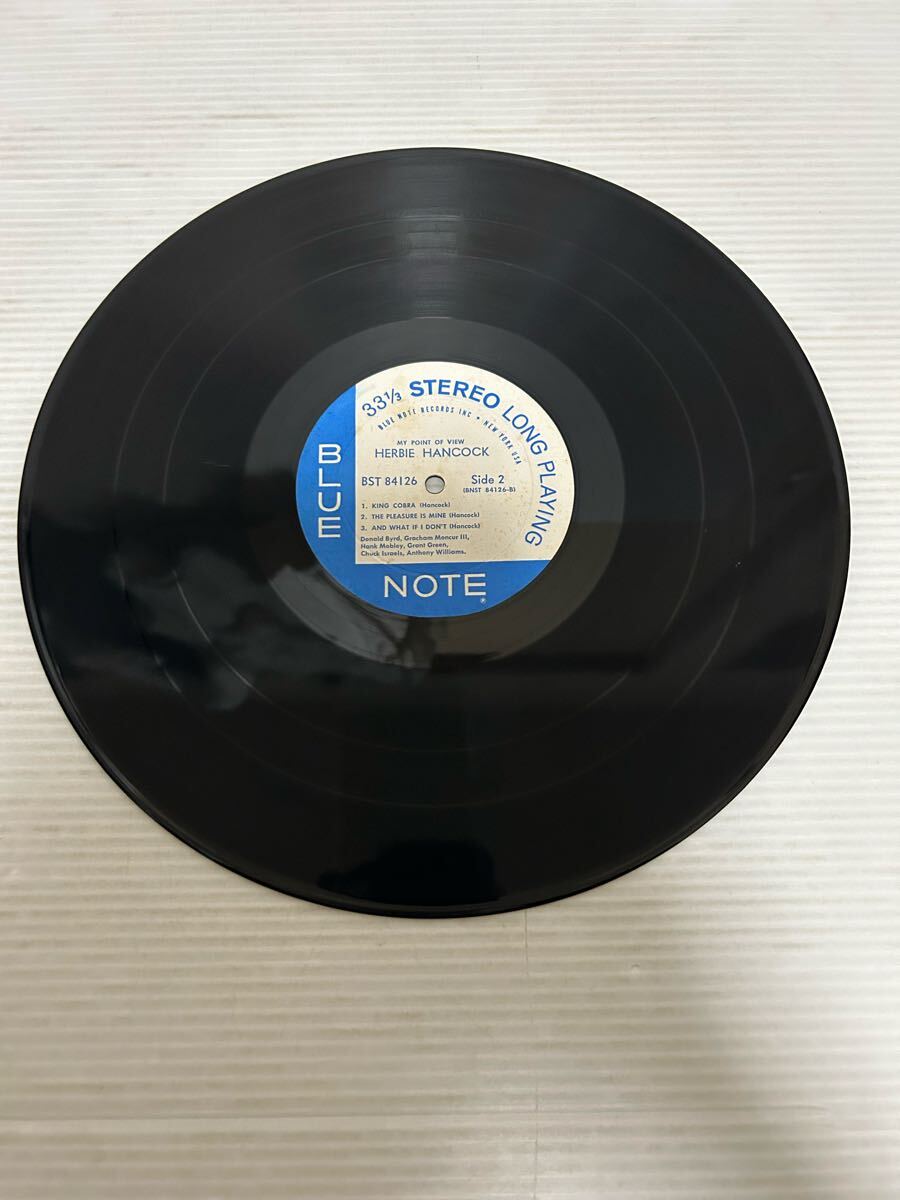 33⅓ STEREO LONG PLAYING
BLUE NOTE RECORDS INC • NEW YORK USA
MY POINT OF VIEW
HERBIE HANCOCK
BST 84126 Side 2
(BNST 84126-B)
1. KING COBRA (Hancock)
2. THE PLEASURE IS MINE (Hancock)
3. AND WHAT IF I DON'T (Hancock)
Donald Byrd, Gracham Moncur III,
Hank Mobley, Grant Green,
Chuck Israels, Anthony Williams.
BLUE
NOTE
®